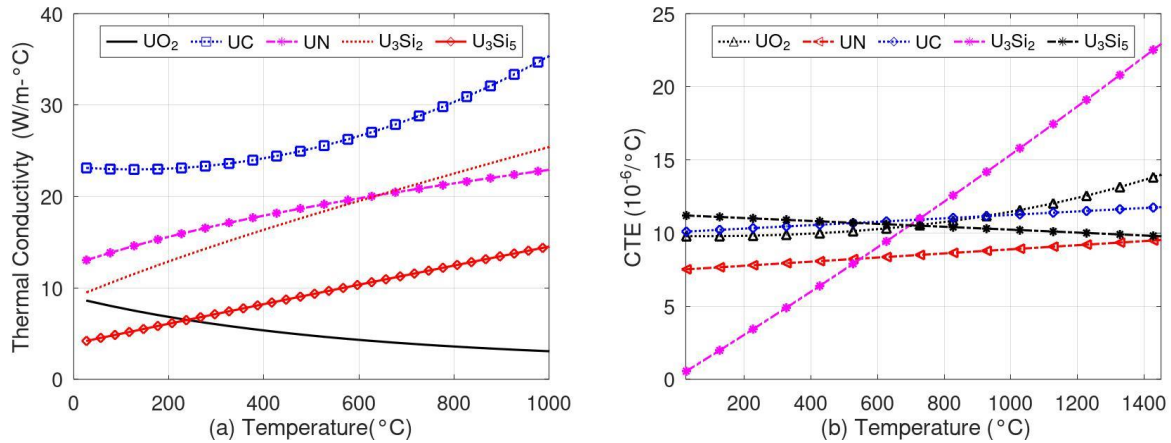 40
30
20
10
0
Thermal Conductivty (W/m-°C)
UO2 UC UN U3Si2 U3Si5
0 200 400 600 800 1000
(a) Temperature(°C)
25
20
15
10
5
0
CTE (10-6/°C)
UO2 UN UC U3Si2 U3Si5
200 400 600 800 1000 1200 1400
(b) Temperature (°C)